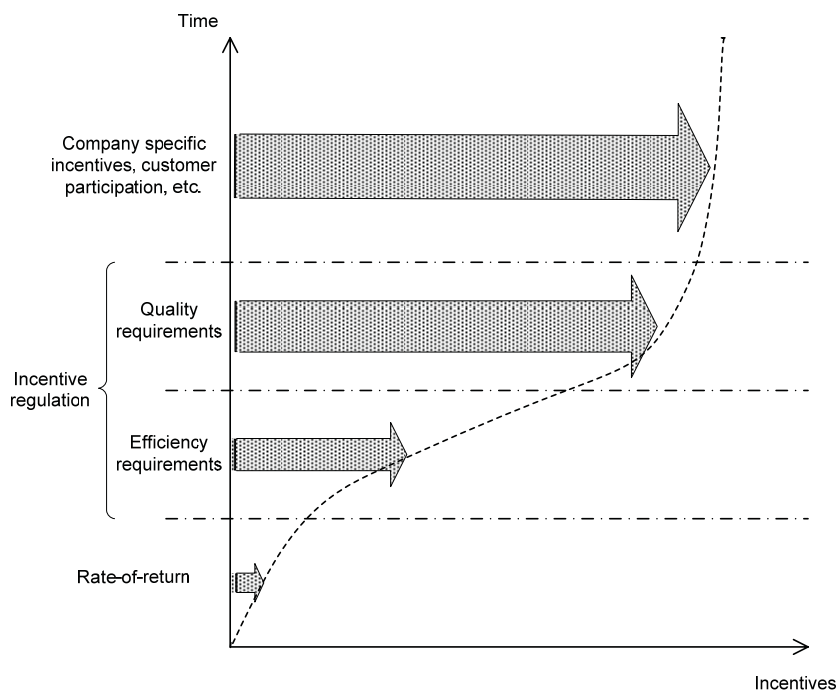 Time
Company specific
incentives, customer
participation, etc.
Quality
requirements
Incentive
regulation
Efficiency
requirements
Rate-of-return
Incentives